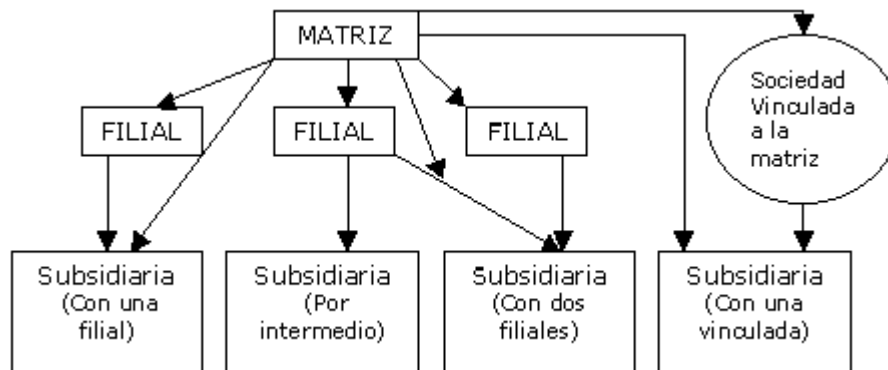 MATRIZ
Sociedad
Vinculada
a la
matriz
FILIAL
FILIAL
FILIAL
Subsidiaria
(Con una
filial)
Subsidiaria
(Por
intermedio)
Subsidiaria
(Con dos
filiales)
Subsidiaria
(Con una
vinculada)